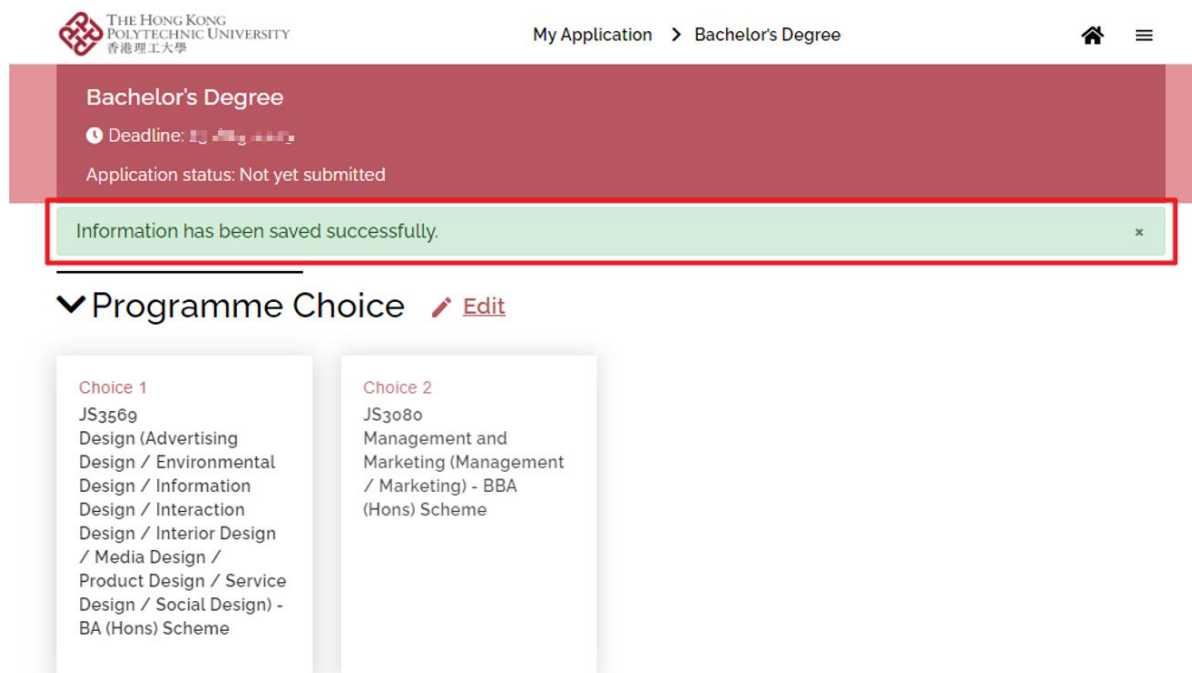 THE HONG KONG
POLYTECHNIC UNIVERSITY
香港理工大學
My Application > Bachelor's Degree
Bachelor's Degree
Deadline:
Application status: Not yet submitted
Information has been saved successfully. ×
Programme Choice Edit
Choice 1
JS3569
Design (Advertising
Design / Environmental
Design / Information
Design / Interaction
Design / Interior Design
/ Media Design /
Product Design / Service
Design / Social Design) -
BA (Hons) Scheme
Choice 2
JS3080
Management and
Marketing (Management
/ Marketing) - BBA
(Hons) Scheme